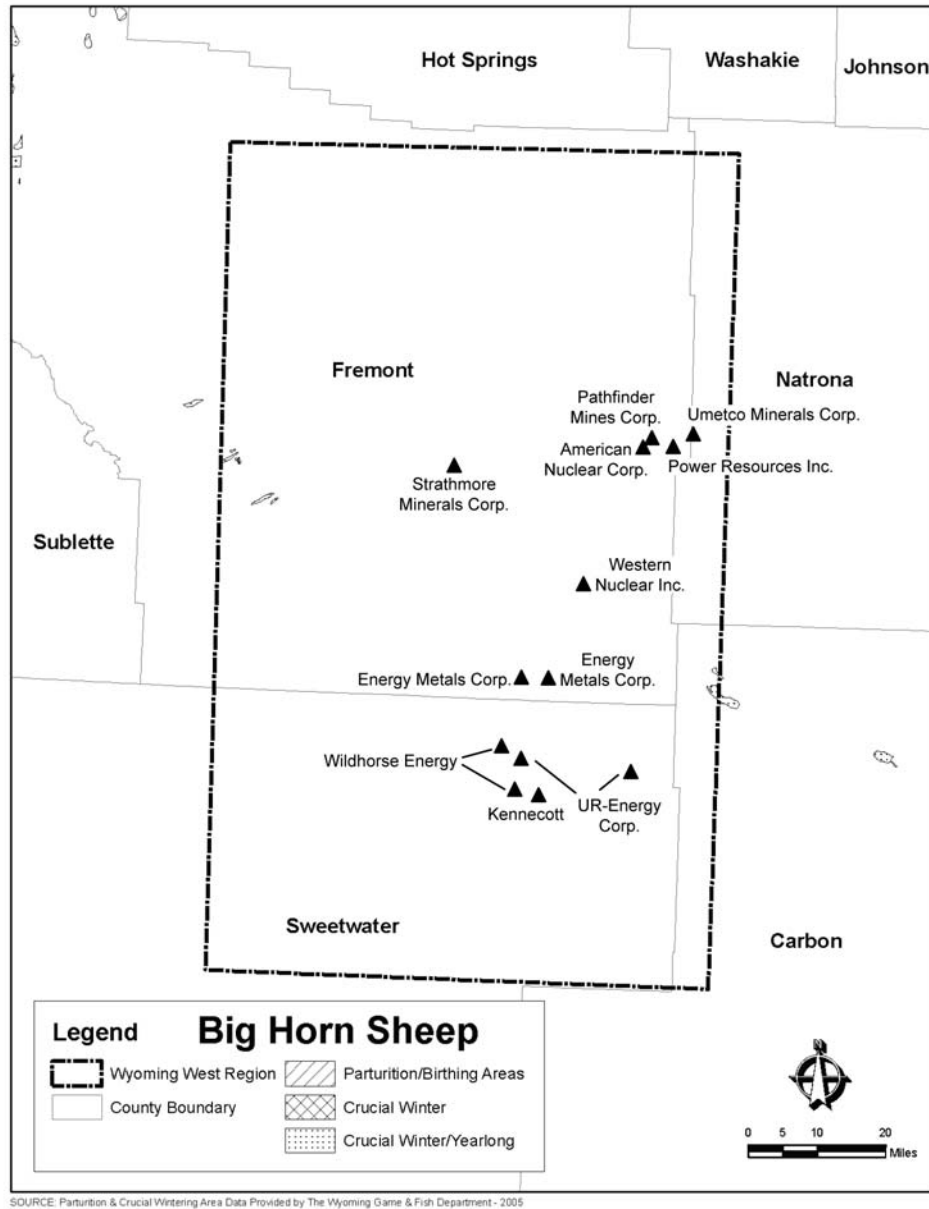 Hot Springs
Washakie
Johnson
Fremont
Natrona
Pathfinder
Mines Corp.
Umetco Minerals Corp.
American
Nuclear Corp.
Power Resources Inc.
Strathmore
Minerals Corp.
Sublette
Western
Nuclear Inc.
Energy Metals Corp.
Energy
Metals Corp.
Wildhorse Energy
Kennecott
UR-Energy
Corp.
Sweetwater
Carbon
Legend
Big Horn Sheep
Wyoming West Region
Parturition/Birthing Areas
County Boundary
Crucial Winter
Crucial Winter/Yearlong
N
0 5 10 20
Miles
SOURCE: Parturition & Crucial Wintering Area Data Provided by The Wyoming Game & Fish Department - 2005